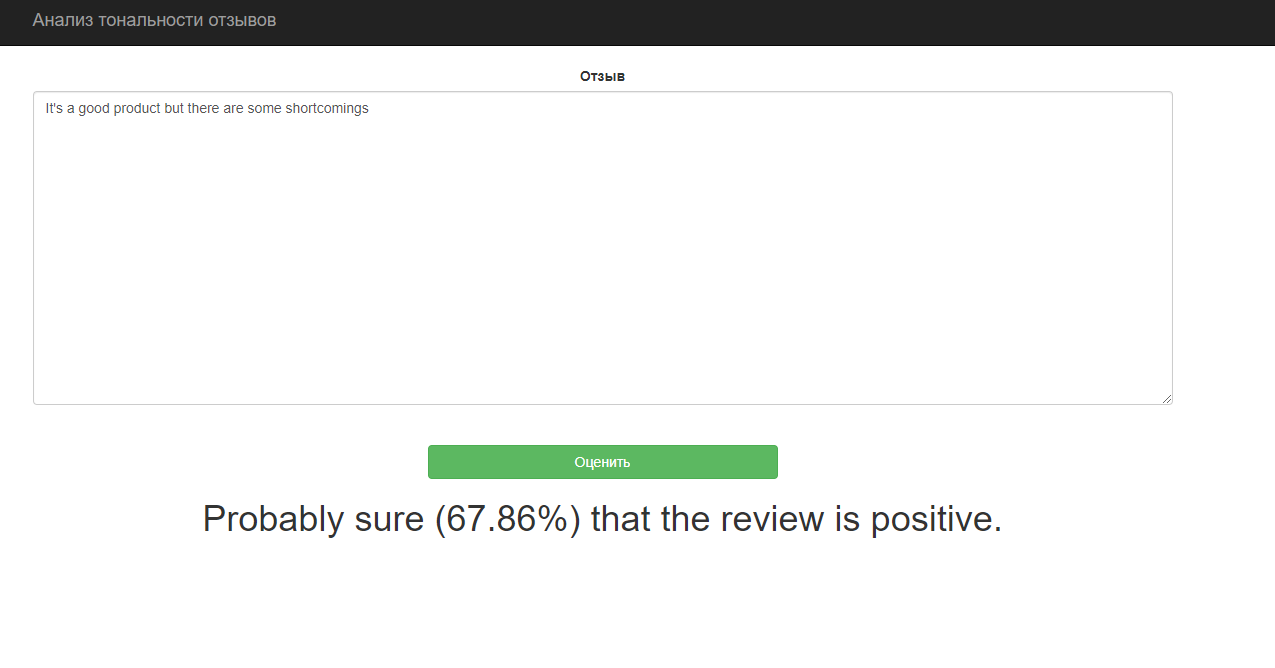 Анализ тональности отзывов
Отзыв
It's a good product but there are some shortcomings
Оценить
Probably sure (67.86%) that the review is positive.